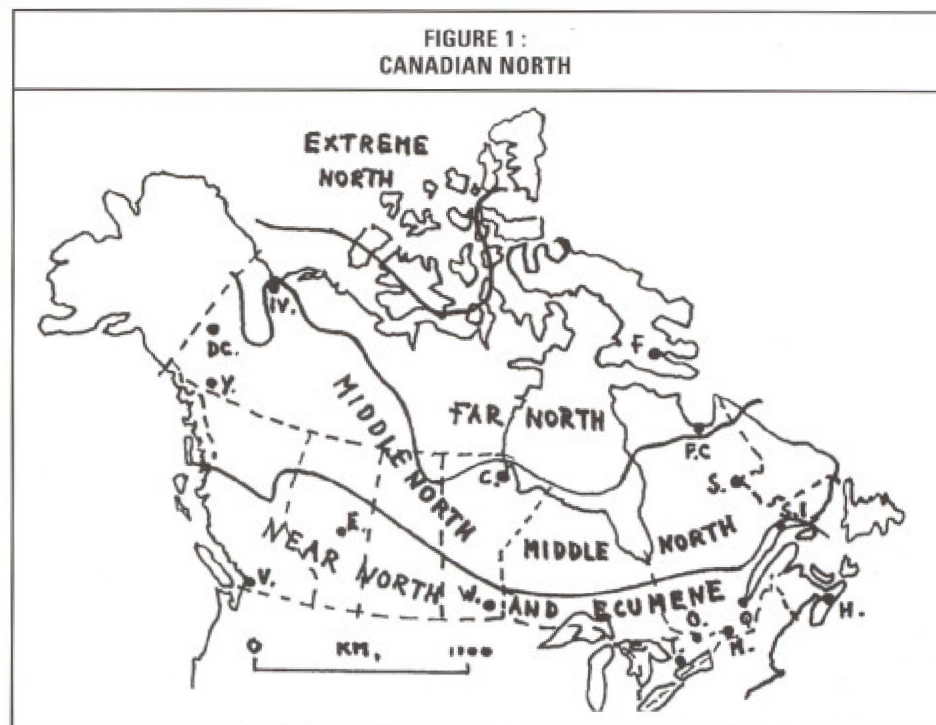 FIGURE 1 :
CANADIAN NORTH
EXTREME
NORTH
IV.
DC.
Y.
F.
MIDDLE NORTH
FAR NORTH
F.C
C.
S.
S.I
E.
MIDDLE NORTH
NEAR NORTH AND ECUMENE
V.
W.
O.
Q.
H.
M.
T.
0 KM, 1100